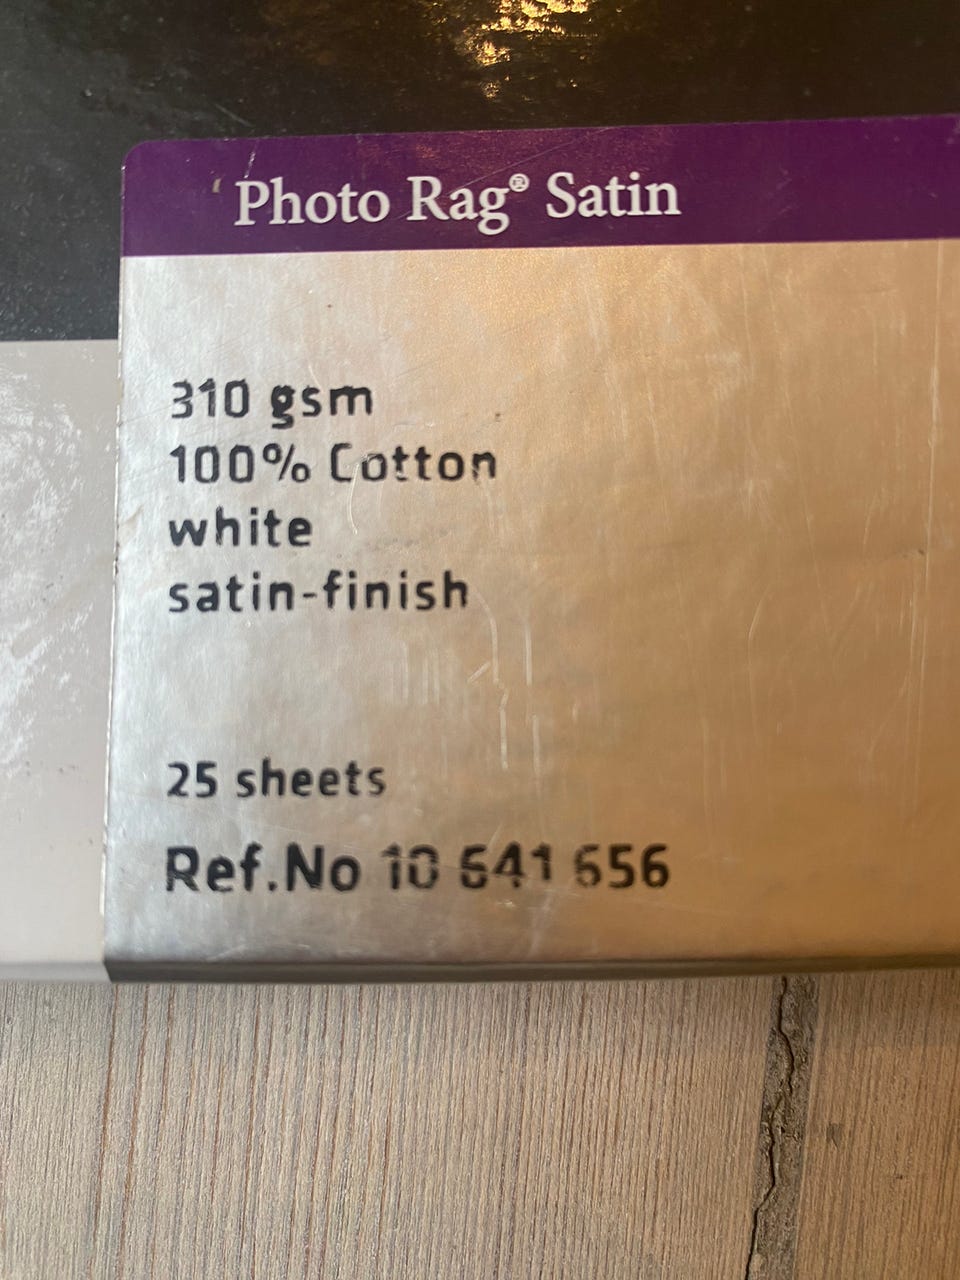 Photo Rag® Satin
310 gsm
100% Cotton
white
satin-finish
25 sheets
Ref.No 10 641 656